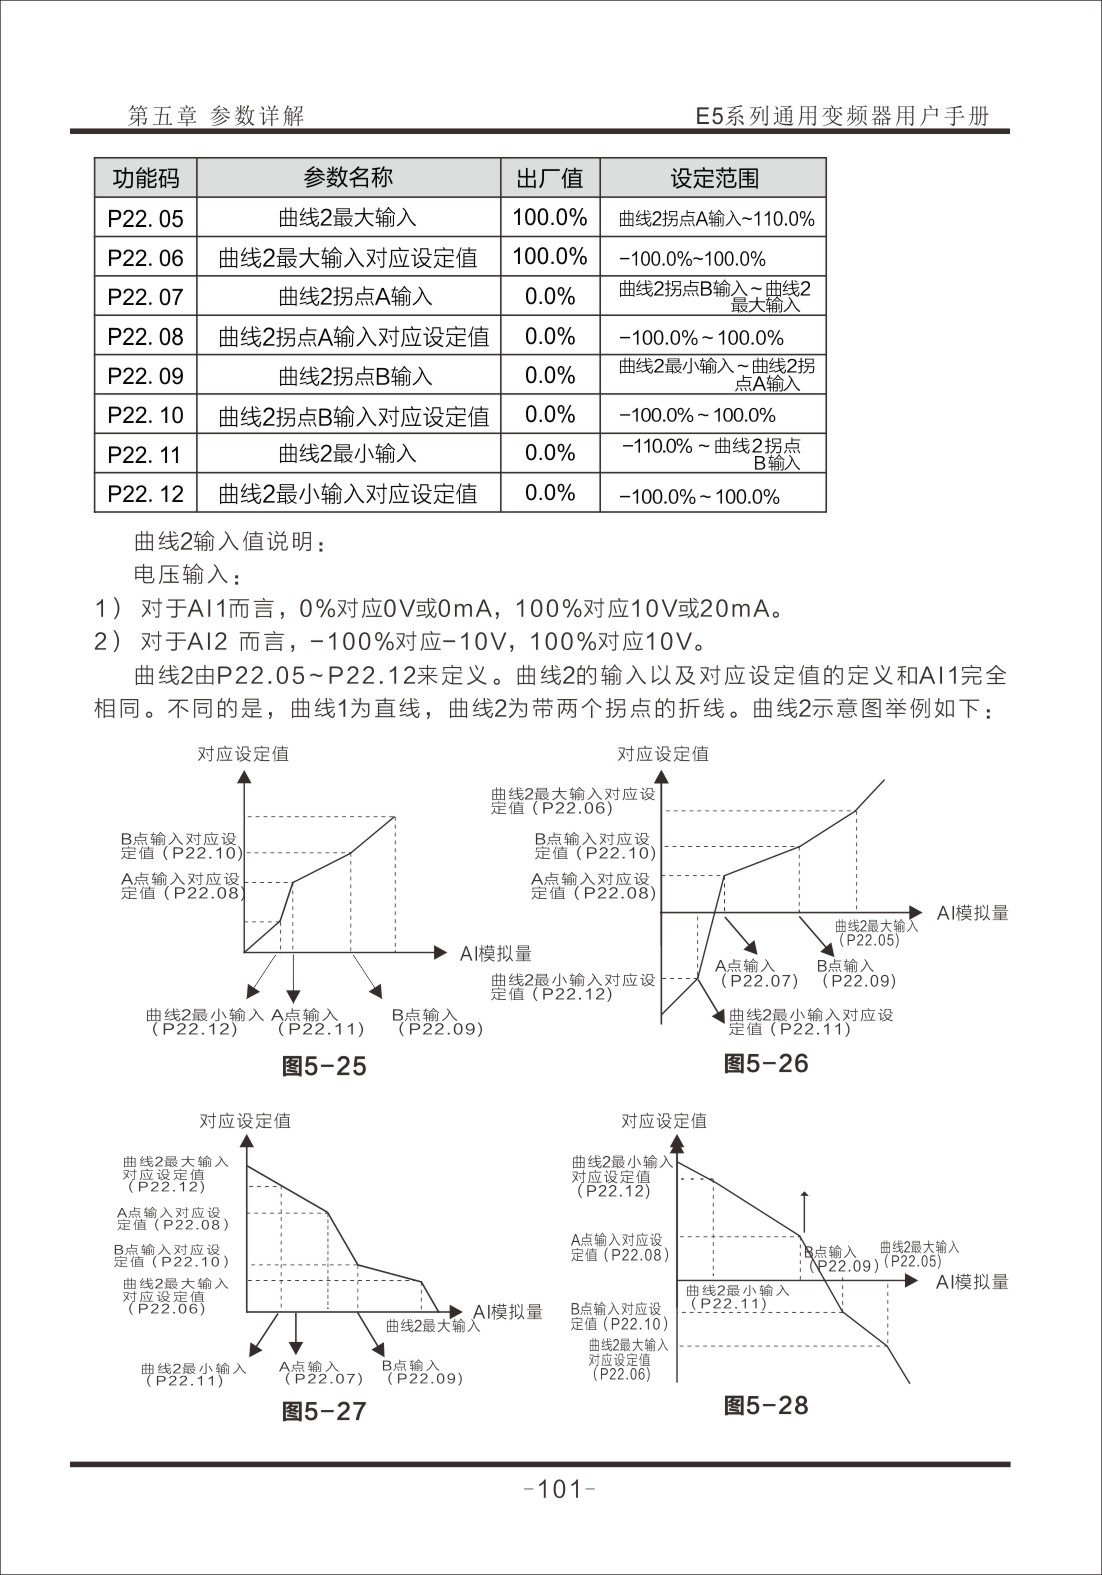 第五章 参数详解
E5系列通用变频器用户手册
功能码 参数名称 出厂值 设定范围
P22.05 曲线2最大输入 100.0% 曲线2拐点A输入~110.0%
P22.06 曲线2最大输入对应设定值 100.0% -100.0%~100.0%
P22.07 曲线2拐点A输入 0.0% 曲线2拐点B输入~曲线2
最大输入
P22.08 曲线2拐点A输入对应设定值 0.0% -100.0%~100.0%
P22.09 曲线2拐点B输入 0.0% 曲线2最小输入~曲线2拐
点A输入
P22.10 曲线2拐点B输入对应设定值 0.0% -100.0%~100.0%
P22.11 曲线2最小输入 0.0% -110.0%~曲线2拐点
B输入
P22.12 曲线2最小输入对应设定值 0.0% -100.0%~100.0%
曲线2输入值说明：
电压输入：
1） 对于AI1而言，0%对应0V或0mA，100%对应10V或20mA。
2） 对于AI2 而言，-100%对应-10V，100%对应10V。
曲线2由P22.05~P22.12来定义。曲线2的输入以及对应设定值的定义和AI1完全
相同。不同的是，曲线1为直线，曲线2为带两个拐点的折线。曲线2示意图举例如下：
对应设定值
B点输入对应设
定值（P22.10)
A点输入对应设
定值（P22.08)
AI模拟量
曲线2最小输入
（P22.12)
A点输入
（P22.11)
B点输入
（P22.09)
图5-25
对应设定值
曲线2最大输入对应设
定值（P22.06)
B点输入对应设
定值（P22.10)
A点输入对应设
定值（P22.08)
AI模拟量
曲线2最大输入
（P22.05)
A点输入
（P22.07)
B点输入
（P22.09)
曲线2最小输入对应设
定值（P22.12)
曲线2最小输入对应设
定值（P22.11)
图5-26
对应设定值
曲线2最大输入
对应设定值
（P22.12)
A点输入对应设
定值（P22.08)
B点输入对应设
定值（P22.10)
曲线2最大输入
对应设定值
（P22.06)
AI模拟量
曲线2最大输入
曲线2最小输入
（P22.11)
A点输入
（P22.07)
B点输入
（P22.09)
图5-27
对应设定值
曲线2最小输入
对应设定值
（P22.12)
A点输入对应设
定值（P22.08)
B点输入
（P22.09)
曲线2最大输入
（P22.05)
AI模拟量
曲线2最小输入
（P22.11)
B点输入对应设
定值（P22.10)
曲线2最大输入
对应设定值
（P22.06)
图5-28
-101-